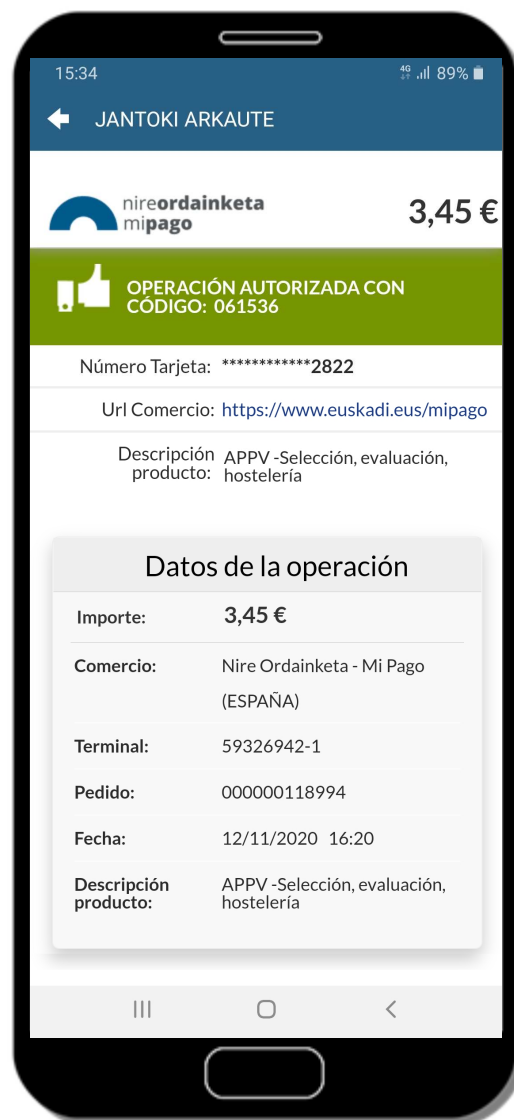 15:34 4G 89%
JANTOKI ARKAUTE
nireordainketa
mipago
3,45 €
OPERACIÓN AUTORIZADA CON
CÓDIGO: 061536
Número Tarjeta: ************2822
Url Comercio: https://www.euskadi.eus/mipago
Descripción
producto:
APPV -Selección, evaluación,
hostelería
Datos de la operación
Importe: 3,45 €
Comercio: Nire Ordainketa - Mi Pago
(ESPAÑA)
Terminal: 59326942-1
Pedido: 000000118994
Fecha: 12/11/2020 16:20
Descripción
producto:
APPV -Selección, evaluación,
hostelería